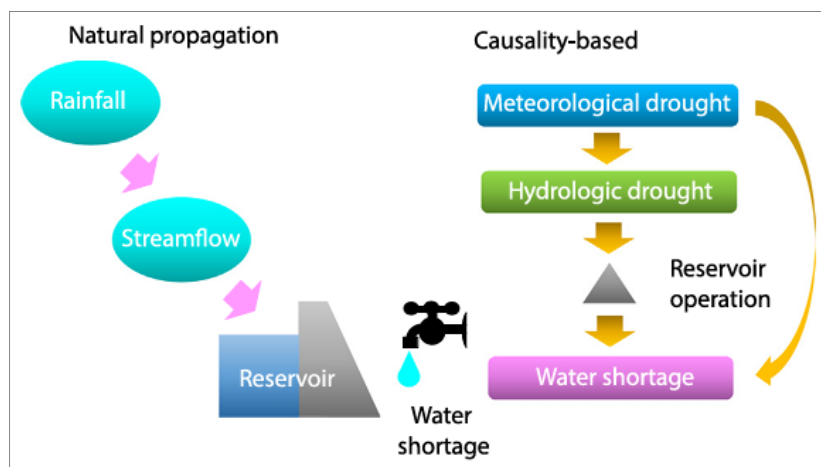 Natural propagation
Rainfall
Streamflow
Reservoir
Water
shortage
Causality-based
Meteorological drought
Hydrologic drought
Reservoir
operation
Water shortage